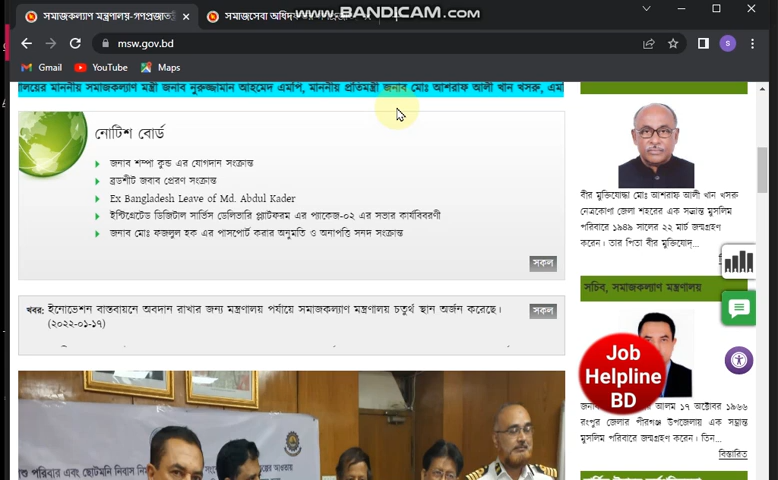 সমাজকল্যাণ মন্ত্রণালয়-গণপ্রজাতন্ত্রী
সমাজসেবা অধিদ
www.BANDICAM.com
msw.gov.bd
Gmail
YouTube
Maps
লয়ের মাননীয় সমাজকল্যাণ মন্ত্রী জনাব নুরুজ্জামান আহমেদ এমপি, মাননীয় প্রতিমন্ত্রী জনাব মোঃ আশরাফ আলী খান খসরু, এম
নোটিশ বোর্ড
জনাব শম্পা কুন্ডু এর যোগদান সংক্রান্ত
ব্রডশীট জবাব প্রেরণ সংক্রান্ত
Ex Bangladesh Leave of Md. Abdul Kader
ইন্টিগ্রেটেড ডিজিটাল সার্ভিস ডেলিভারি প্ল্যাটফরম এর প্যাকেজ-০২ এর সভার কার্যবিবরণী
জনাব মোঃ ফজলুল হক এর পাসপোর্ট করার অনুমতি ও অনাপত্তি সনদ সংক্রান্ত
সকল
খবর: ইনোভেশন বাস্তবায়নে অবদান রাখার জন্য মন্ত্রণালয় পর্যায়ে সমাজকল্যাণ মন্ত্রণালয় চতুর্থ স্থান অর্জন করেছে।
(২০২২-০১-১৭)
সকল
বীর মুক্তিযোদ্ধা মোঃ আশরাফ আলী খান খসরু
নেত্রকোণা জেলা শহরের এক সম্ভ্রান্ত মুসলিম
পরিবারে ১৯৪৯ সালের ২২ মার্চ জন্মগ্রহণ
করেন। তার পিতা বীর মুক্তিযোদ্...
সচিব, সমাজকল্যাণ মন্ত্রণালয়
Job
Helpline
BD
আলম ১৭ অক্টোবর ১৯৬৬
রংপুর জেলার পীরগঞ্জ উপজেলায় এক সম্ভ্রান্ত
মুসলিম পরিবারে জন্মগ্রহণ করেন। তিন...
বিস্তারিত
শু পরিবার এবং ছোটমনি নিবাস